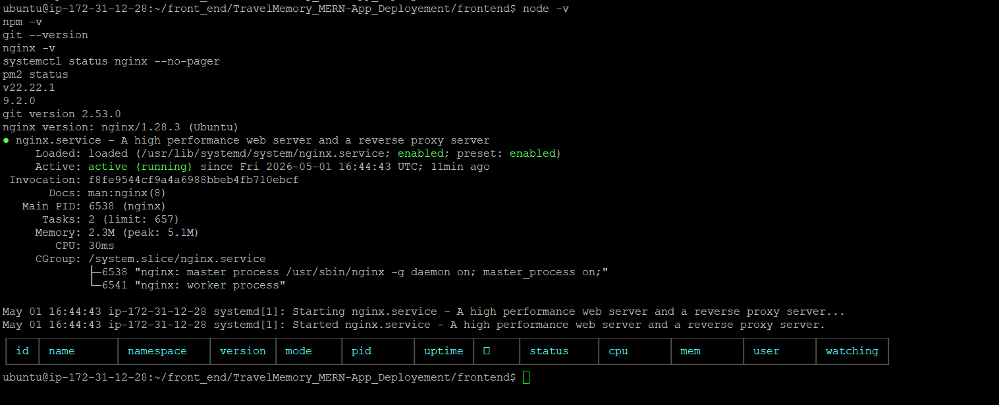 ubuntu@ip-172-31-12-28:~/front_end/TravelMemory_MERN-App_Deployement/frontend$ node -v
npm -v
git --version
nginx -v
systemctl status nginx --no-pager
pm2 status
v22.22.1
9.2.0
git version 2.53.0
nginx version: nginx/1.28.3 (Ubuntu)
● nginx.service - A high performance web server and a reverse proxy server
     Loaded: loaded (/usr/lib/systemd/system/nginx.service; enabled; preset: enabled)
     Active: active (running) since Fri 2026-05-01 16:44:43 UTC; 11min ago
 Invocation: f8fe9544cf9a4a6988bbeb4fb710ebcf
       Docs: man:nginx(8)
   Main PID: 6538 (nginx)
      Tasks: 2 (limit: 657)
     Memory: 2.3M (peak: 5.1M)
        CPU: 30ms
     CGroup: /system.slice/nginx.service
             ├─6538 "nginx: master process /usr/sbin/nginx -g daemon on; master_process on;"
             └─6541 "nginx: worker process"
May 01 16:44:43 ip-172-31-12-28 systemd[1]: Starting nginx.service - A high performance web server and a reverse proxy server...
May 01 16:44:43 ip-172-31-12-28 systemd[1]: Started nginx.service - A high performance web server and a reverse proxy server.
│ id │ name │ namespace │ version │ mode │ pid │ uptime │ │ status │ cpu │ mem │ user │ watching │
ubuntu@ip-172-31-12-28:~/front_end/TravelMemory_MERN-App_Deployement/frontend$